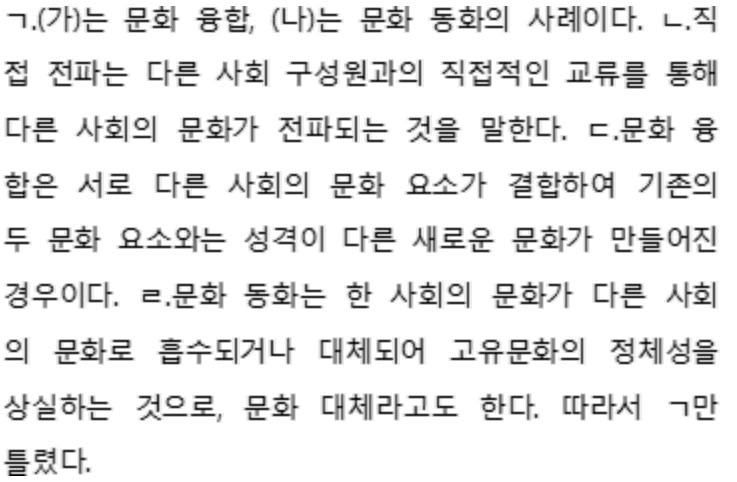 ㄱ.(가)는 문화 융합, (나)는 문화 동화의 사례이다. ㄴ.직
접 전파는 다른 사회 구성원과의 직접적인 교류를 통해
다른 사회의 문화가 전파되는 것을 말한다. ㄷ.문화 융
합은 서로 다른 사회의 문화 요소가 결합하여 기존의
두 문화 요소와는 성격이 다른 새로운 문화가 만들어진
경우이다. ㄹ.문화 동화는 한 사회의 문화가 다른 사회
의 문화로 흡수되거나 대체되어 고유문화의 정체성을
상실하는 것으로, 문화 대체라고도 한다. 따라서 ㄱ만
틀렸다.